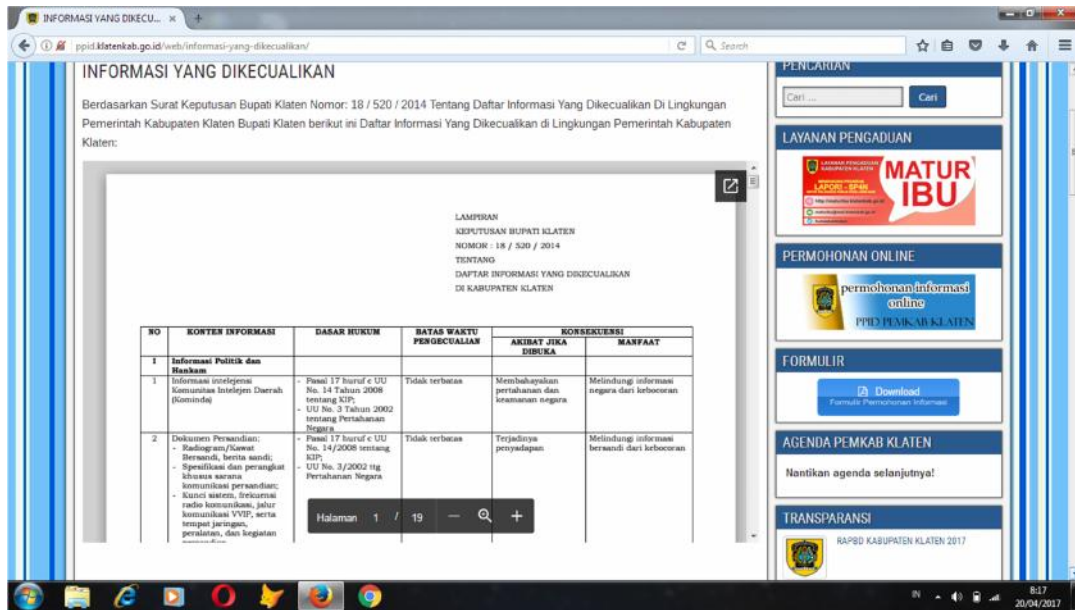 INFORMASI YANG DIKECU...
ppid.klatenkab.go.id/web/informasi-yang-dikecualikan/
Search
INFORMASI YANG DIKECUALIKAN
Berdasarkan Surat Keputusan Bupati Klaten Nomor: 18 / 520 / 2014 Tentang Daftar Informasi Yang Dikecualikan Di Lingkungan
Pemerintah Kabupaten Klaten Bupati Klaten berikut ini Daftar Informasi Yang Dikecualikan di Lingkungan Pemerintah Kabupaten
Klaten:
LAMPIRAN
KEPUTUSAN BUPATI KLATEN
NOMOR : 18 / 520 / 2014
TENTANG
DAFTAR INFORMASI YANG DIKECUALIKAN
DI KABUPATEN KLATEN
NO KONTEN INFORMASI DASAR HUKUM BATAS WAKTU PENGECUALIAN KONSEKUENSI
AKIBAT JIKA DIBUKA MANFAAT
I Informasi Politik dan
Hankam
1 Informasi intelejensi
Komunitas Intelejen Daerah
(Kominda)
- Pasal 17 huruf c UU
No. 14 Tahun 2008
tentang KIP;
- UU No. 3 Tahun 2002
tentang Pertahanan
Negara
Tidak terbatas
Membahayakan
pertahanan dan
keamanan negara
Melindungi informasi
negara dari kebocoran
2 Dokumen Persandian;
- Radiogram/Kawat
Bersandi, berita sandi;
- Spesifikasi dan perangkat
khusus sarana
komunikasi persandian;
- Kunci sistem, frekuensi
radio komunikasi, jalur
komunikasi VVIP, serta
tempat jaringan,
peralatan, dan kegiatan
- Pasal 17 huruf c UU
No. 14/2008 tentang
KIP;
- UU No. 3/2002 ttg
Pertahanan Negara
Tidak terbatas
Terjadinya
penyadapan
Melindungi informasi
bersandi dari kebocoran
Halaman 1 / 19
PENCARIAN
Cari ...
Cari
LAYANAN PENGADUAN
LAYANAN PENGADUAN
KABUPATEN KLATEN
LAPOR! - SP4N
MATUR
IBU
PERMOHONAN ONLINE
permohonan informasi
online
PPID PEMKAB KLATEN
FORMULIR
Download
Formulir Permohonan Informasi
AGENDA PEMKAB KLATEN
Nantikan agenda selanjutnya!
TRANSPARANSI
RAPBD KABUPATEN KLATEN 2017
IN
8:17
20/04/2017